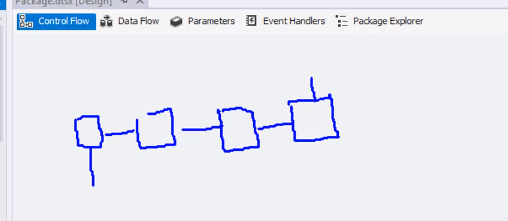 Package.dtsx [Design]
Control Flow Data Flow Parameters Event Handlers Package Explorer